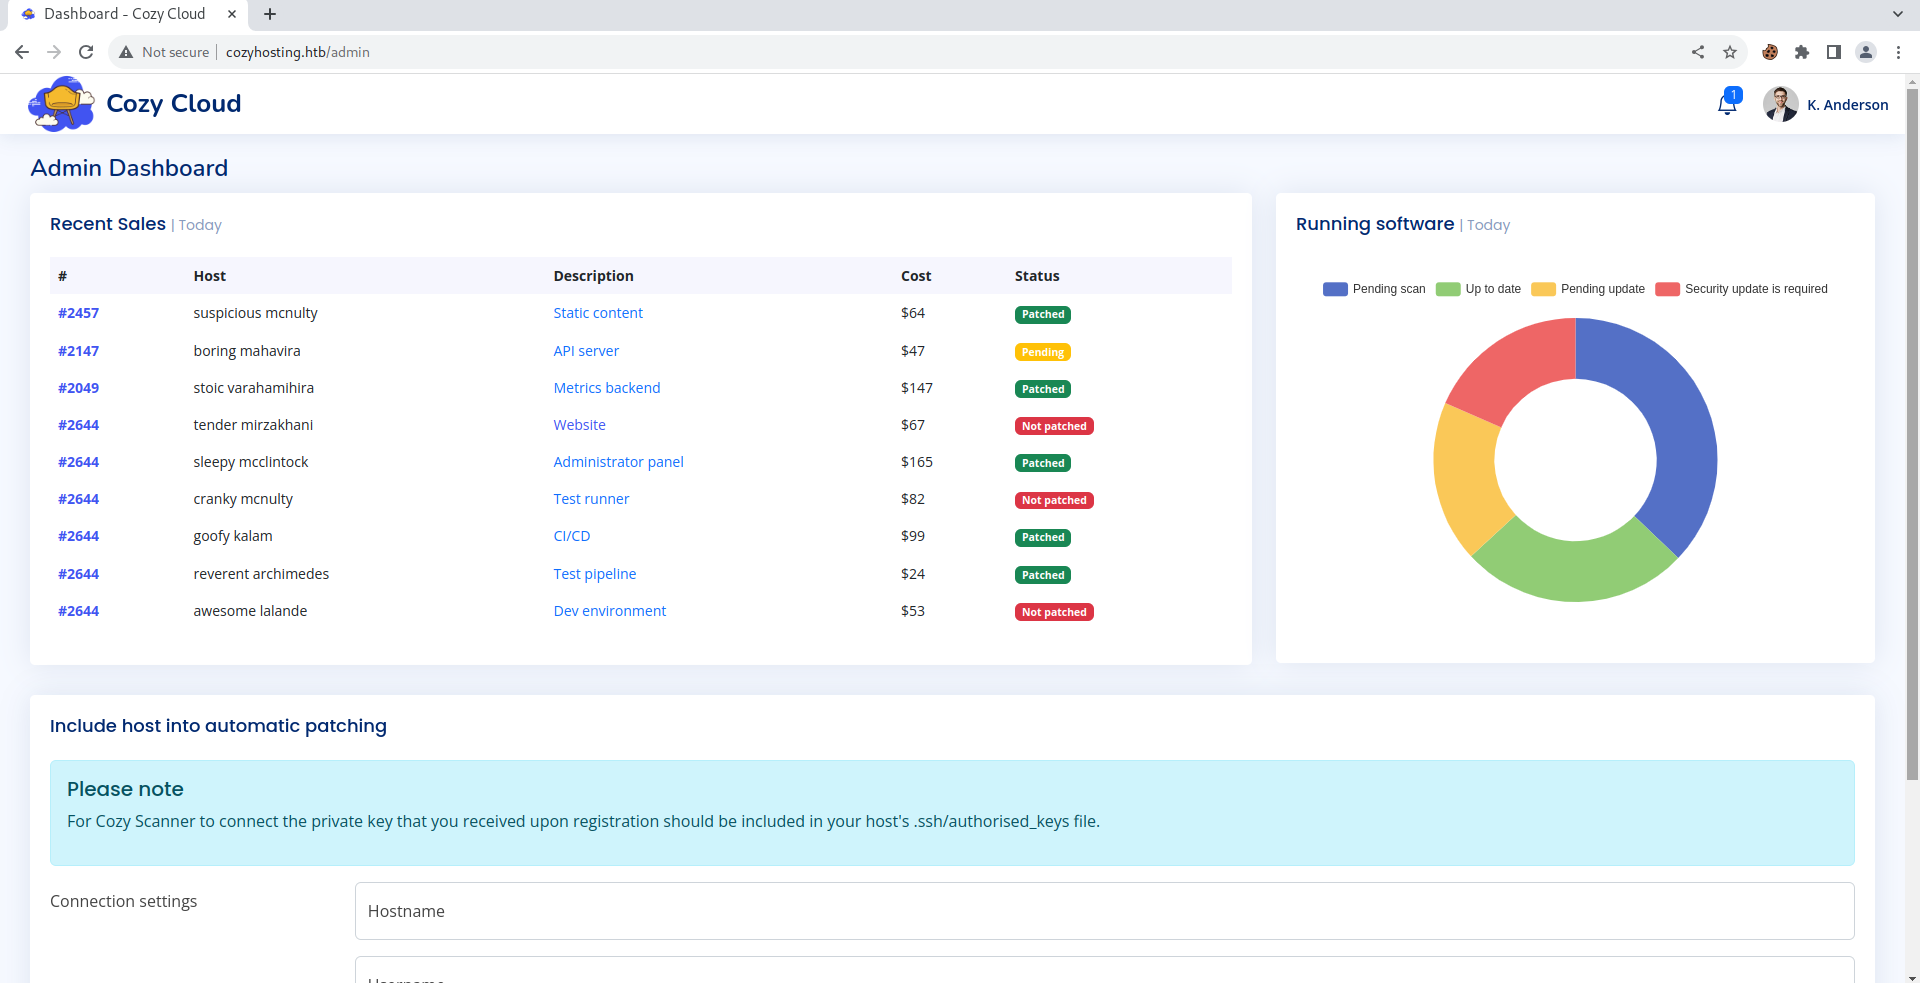 Dashboard - Cozy Cloud
Not secure cozyhosting.htb/admin
Cozy Cloud
1
K. Anderson
Admin Dashboard
Recent Sales | Today
# Host Description Cost Status
#2457 suspicious mcnulty Static content $64 Patched
#2147 boring mahavira API server $47 Pending
#2049 stoic varahamihira Metrics backend $147 Patched
#2644 tender mirzakhani Website $67 Not patched
#2644 sleepy mcclintock Administrator panel $165 Patched
#2644 cranky mcnulty Test runner $82 Not patched
#2644 goofy kalam CI/CD $99 Patched
#2644 reverent archimedes Test pipeline $24 Patched
#2644 awesome lalande Dev environment $53 Not patched
Running software | Today
Pending scan Up to date Pending update Security update is required
Include host into automatic patching
Please note
For Cozy Scanner to connect the private key that you received upon registration should be included in your host's .ssh/authorised_keys file.
Connection settings
Hostname